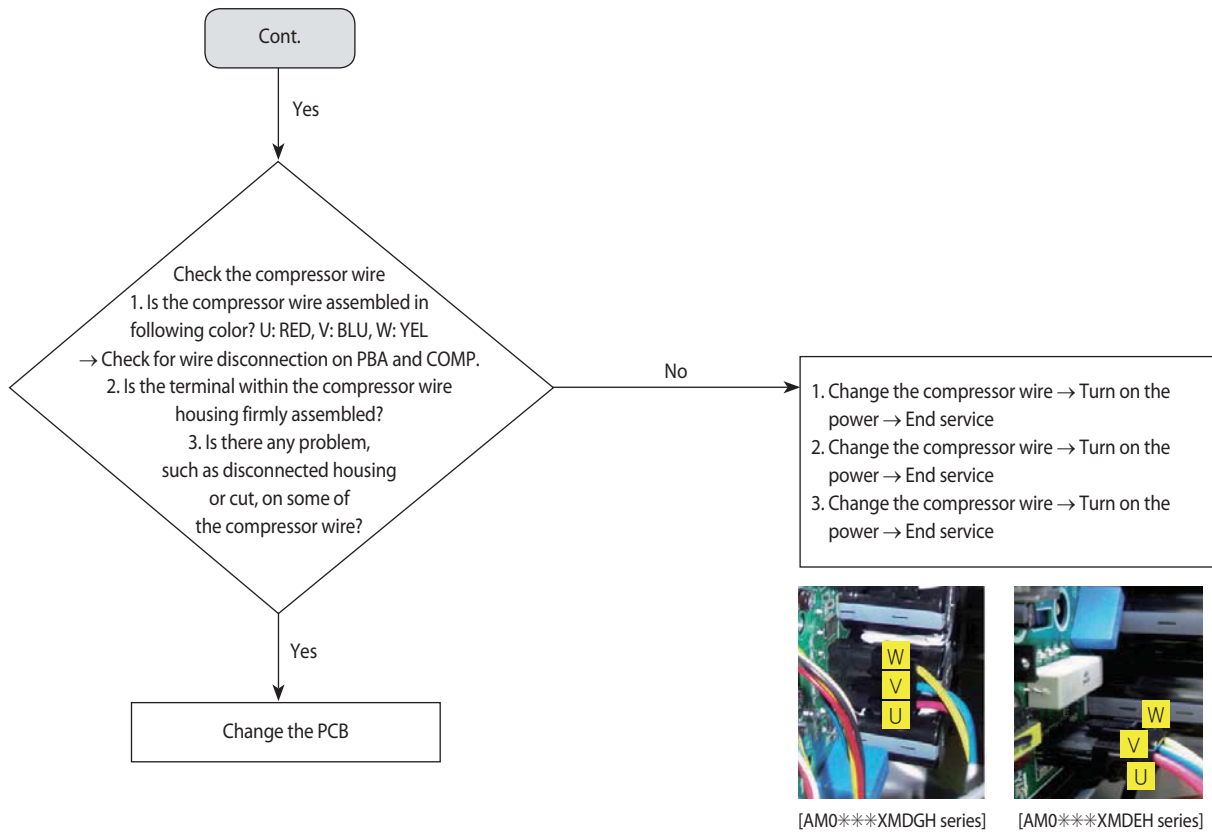 Cont.
Yes
Check the compressor wire
1. Is the compressor wire assembled in
following color? U: RED, V: BLU, W: YEL
→ Check for wire disconnection on PBA and COMP.
2. Is the terminal within the compressor wire
housing firmly assembled?
3. Is there any problem,
such as disconnected housing
or cut, on some of
the compressor wire?
No
1. Change the compressor wire → Turn on the
power → End service
2. Change the compressor wire → Turn on the
power → End service
3. Change the compressor wire → Turn on the
power → End service
Yes
Change the PCB
W
V
U
W
V
U
[AM0✳✳✳XMDGH series]
[AM0✳✳✳XMDEH series]